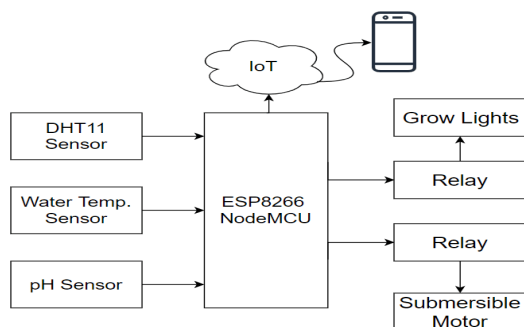 IoT
DHT11
Sensor
Water Temp.
Sensor
pH Sensor
ESP8266
NodeMCU
Grow Lights
Relay
Relay
Submersible
Motor